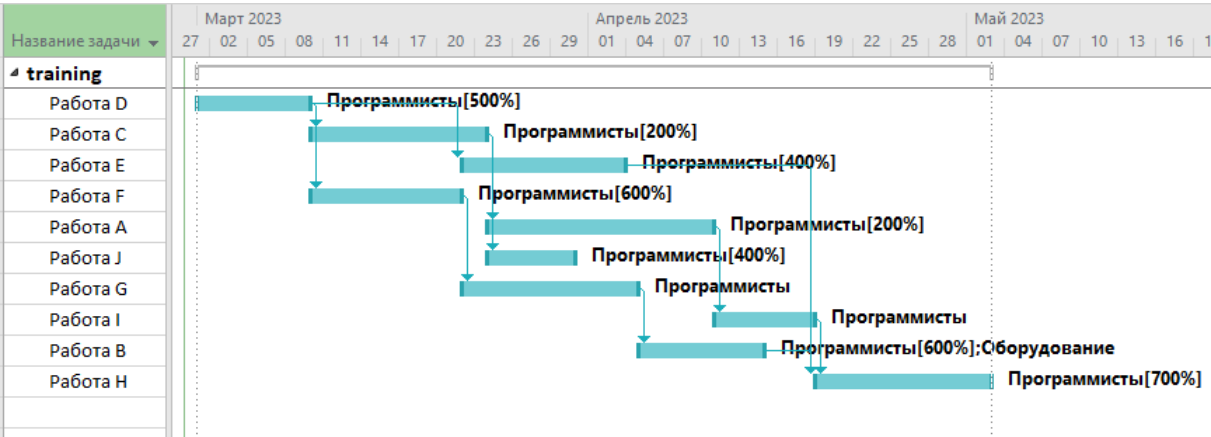 Март 2023 Апрель 2023 Май 2023
Название задачи 27 02 05 08 11 14 17 20 23 26 29 01 04 07 10 13 16 19 22 25 28 01 04 07 10 13 16 1
training
Работа D Программисты[500%]
Работа C Программисты[200%]
Работа E Программисты[400%]
Работа F Программисты[600%]
Работа A Программисты[200%]
Работа J Программисты[400%]
Работа G Программисты
Работа I Программисты
Работа B Программисты[600%];Оборудование
Работа H Программисты[700%]